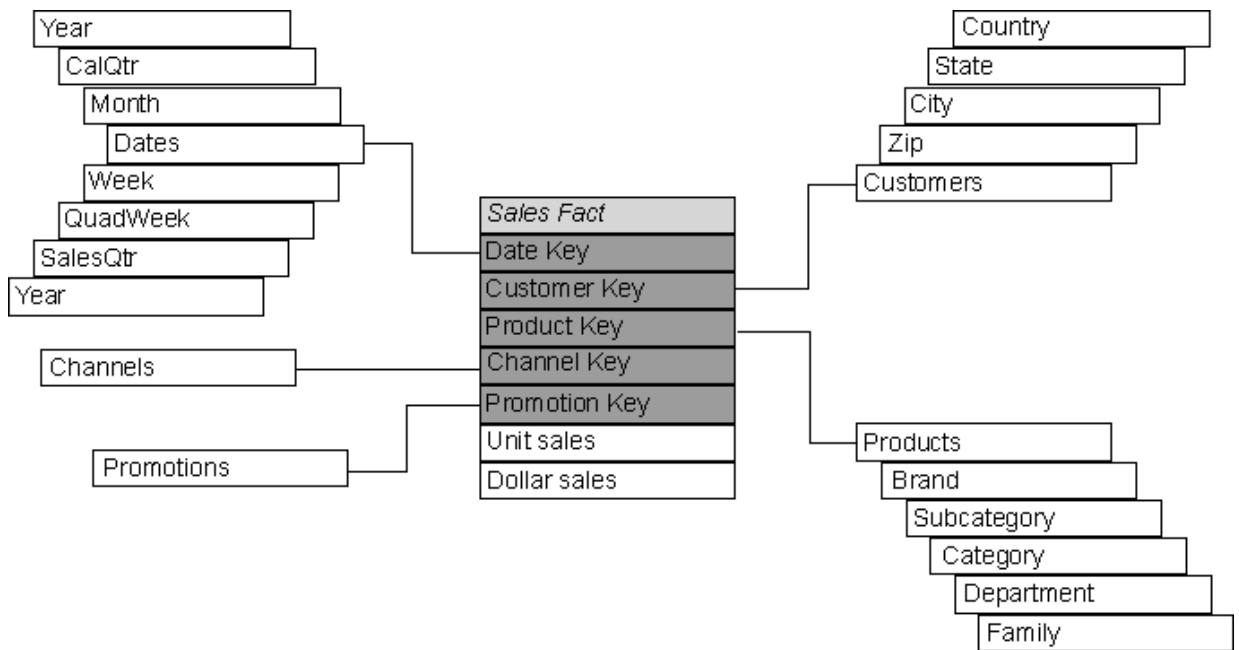 Year
CalQtr
Month
Dates
Week
QuadWeek
SalesQtr
Year
Channels
Promotions
Sales Fact
Date Key
Customer Key
Product Key
Channel Key
Promotion Key
Unit sales
Dollar sales
Country
State
City
Zip
Customers
Products
Brand
Subcategory
Category
Department
Family